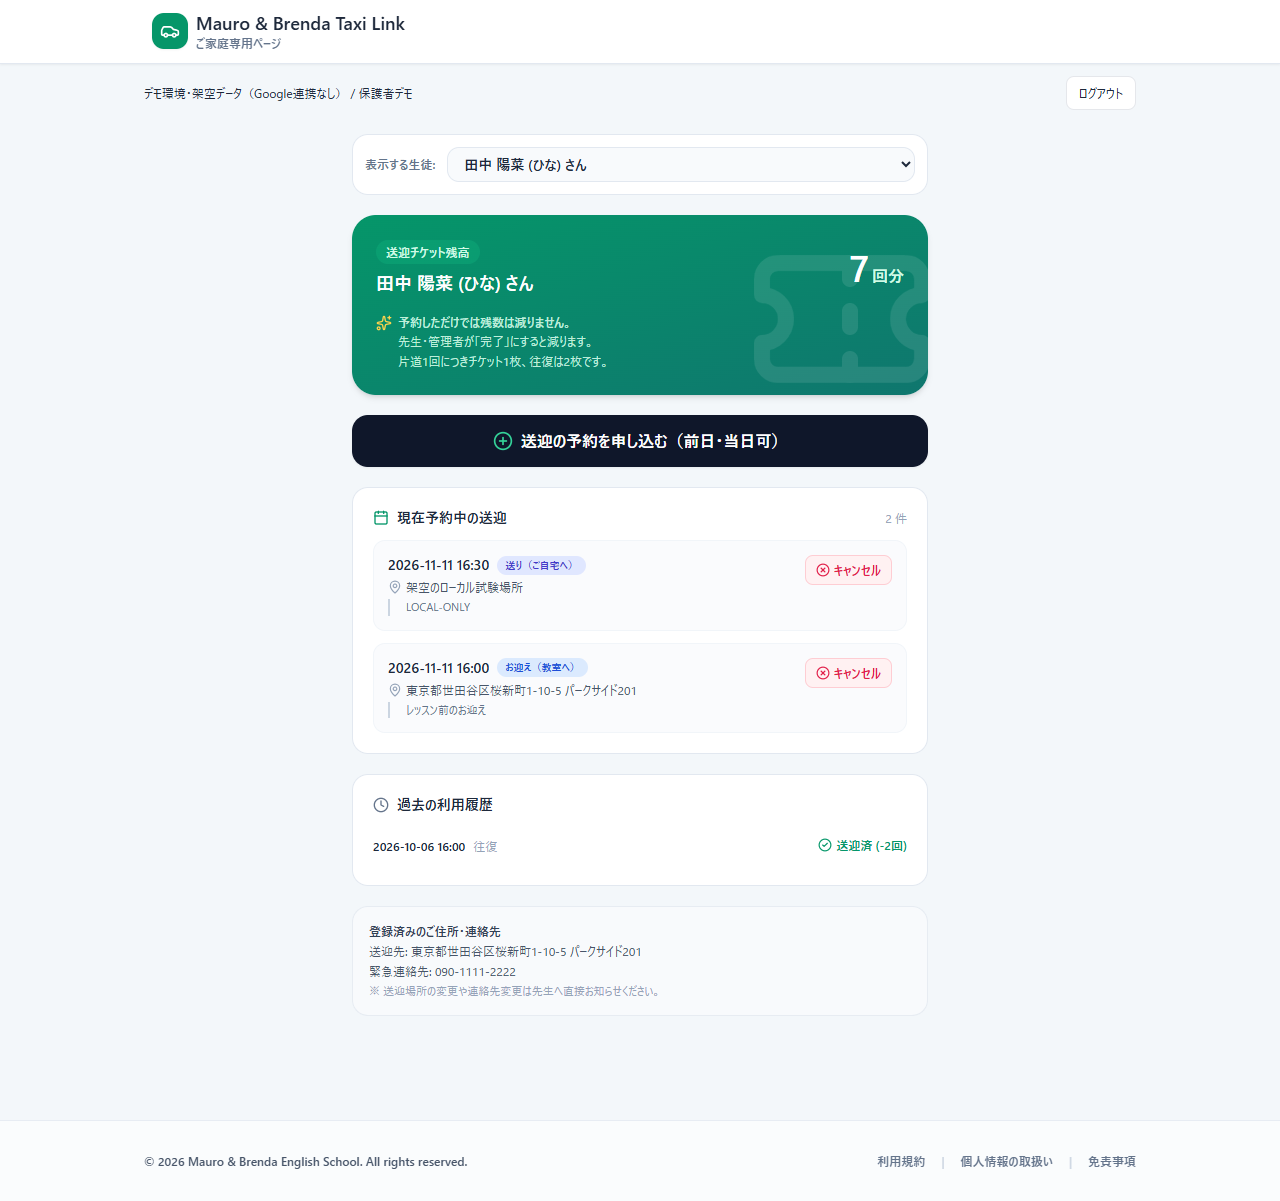 Mauro & Brenda Taxi Link
ご家庭専用ページ
デモ環境・架空データ（Google連携なし） / 保護者デモ
ログアウト
表示する生徒:
田中 陽菜 (ひな) さん
送迎チケット残高
田中 陽菜 (ひな) さん
7 回分
予約しただけでは残数は減りません。
先生・管理者が「完了」にすると減ります。
片道1回につきチケット1枚、往復は2枚です。
送迎の予約を申し込む（前日・当日可）
現在予約中の送迎
2 件
2026-11-11 16:30 送り（ご自宅へ）
キャンセル
架空のローカル試験場所
LOCAL-ONLY
2026-11-11 16:00 お迎え（教室へ）
キャンセル
東京都世田谷区桜新町1-10-5 パークサイド201
レッスン前のお迎え
過去の利用履歴
2026-10-06 16:00 往復
送迎済 (-2回)
登録済みのご住所・連絡先
送迎先: 東京都世田谷区桜新町1-10-5 パークサイド201
緊急連絡先: 090-1111-2222
※ 送迎場所の変更や連絡先変更は先生へ直接お知らせください。
© 2026 Mauro & Brenda English School. All rights reserved.
利用規約 | 個人情報の取扱い | 免責事項